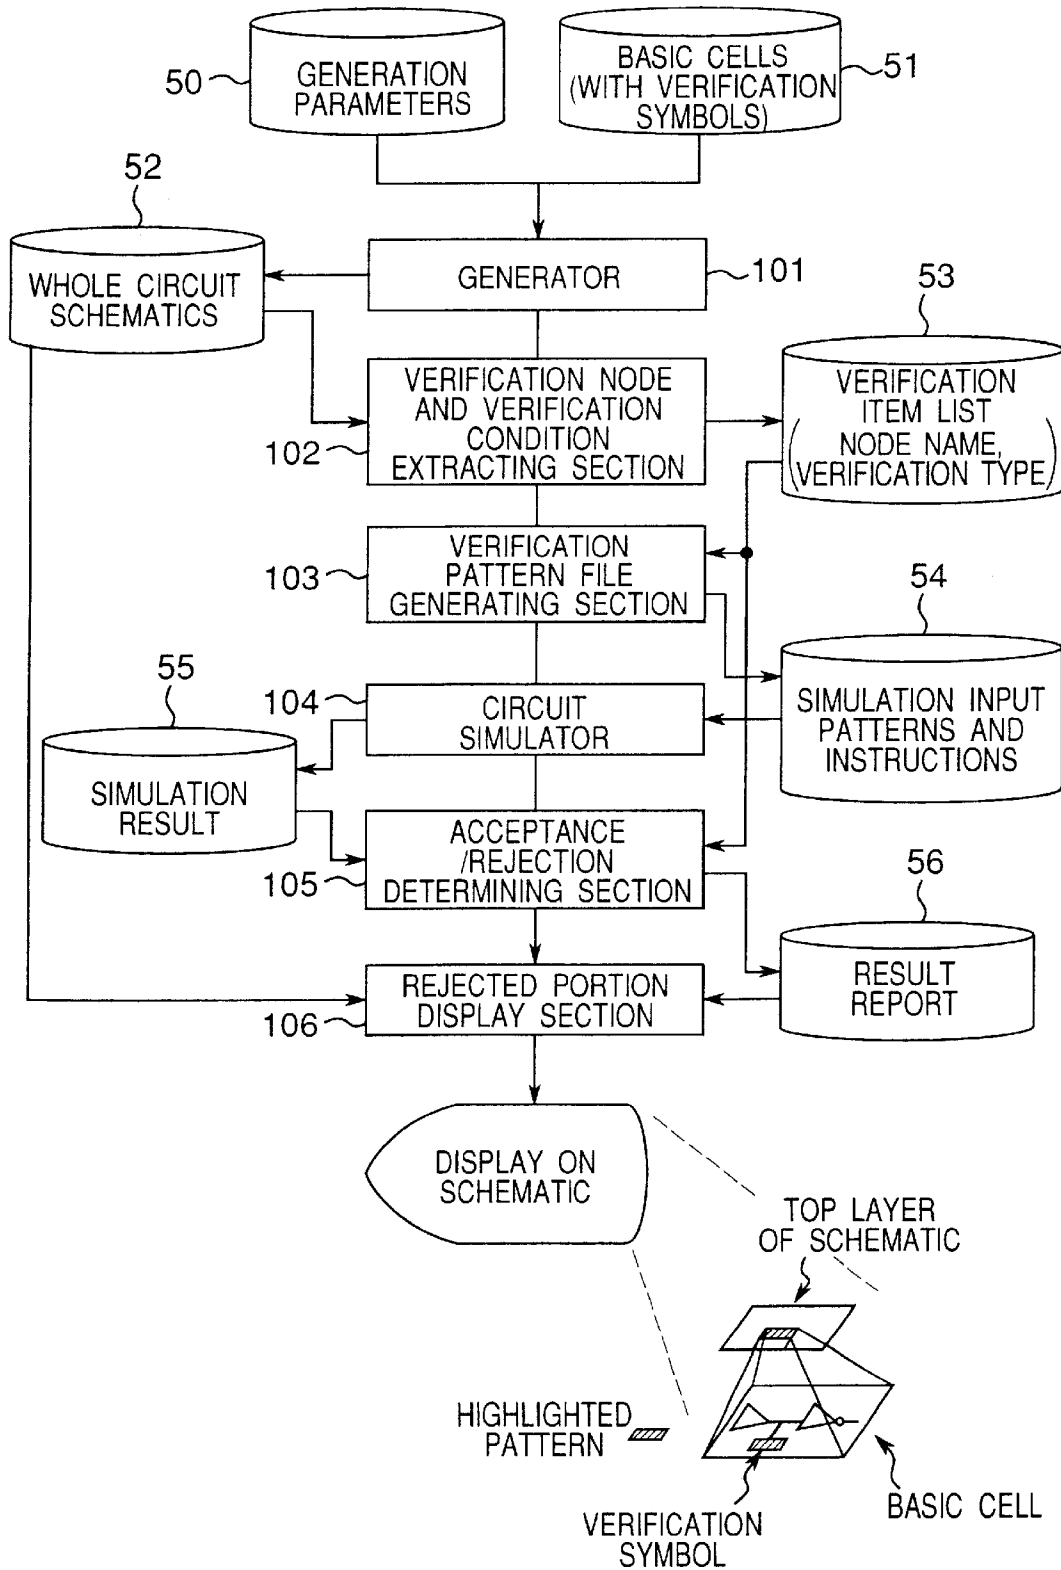 50
GENERATION
PARAMETERS
BASIC CELLS
(WITH VERIFICATION
SYMBOLS)
51
52
WHOLE CIRCUIT
SCHEMATICS
GENERATOR
101
53
VERIFICATION
ITEM LIST
(NODE NAME,
VERIFICATION TYPE)
VERIFICATION NODE
AND VERIFICATION
CONDITION
EXTRACTING SECTION
102
VERIFICATION
PATTERN FILE
GENERATING SECTION
103
54
SIMULATION INPUT
PATTERNS AND
INSTRUCTIONS
104
CIRCUIT
SIMULATOR
55
SIMULATION
RESULT
ACCEPTANCE
/REJECTION
DETERMINING SECTION
105
56
RESULT
REPORT
REJECTED PORTION
DISPLAY SECTION
106
DISPLAY ON
SCHEMATIC
TOP LAYER
OF SCHEMATIC
HIGHLIGHTED
PATTERN
BASIC CELL
VERIFICATION
SYMBOL